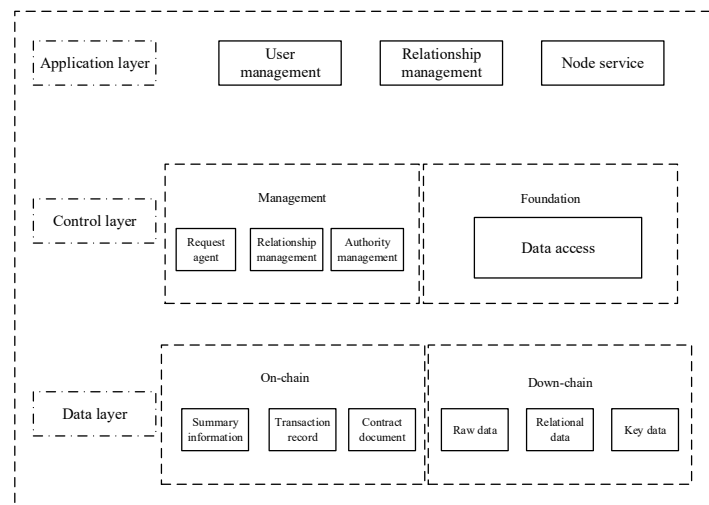 Application layer
User
management
Relationship
management
Node service
Control layer
Management
Request
agent
Relationship
management
Authority
management
Foundation
Data access
Data layer
On-chain
Summary
information
Transaction
record
Contract
document
Down-chain
Raw data
Relational
data
Key data